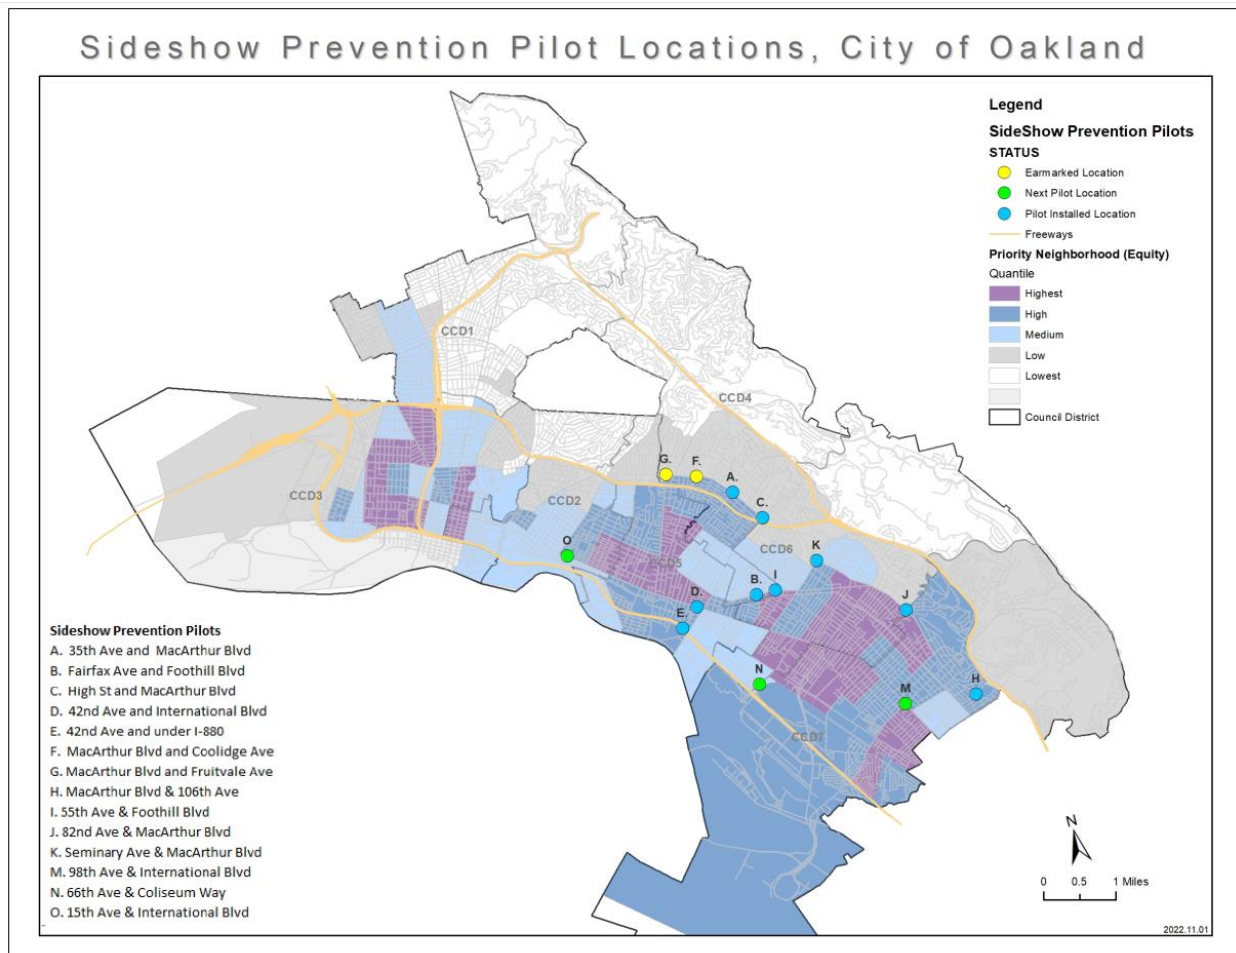 Sideshow Prevention Pilot Locations, City of Oakland
Legend
SideShow Prevention Pilots
STATUS
Earmarked Location
Next Pilot Location
Pilot Installed Location
Freeways
Priority Neighborhood (Equity)
Quantile
Highest
High
Medium
Low
Lowest
Council District
CCD1
CCD4
CCD3
CCD2
G.
F.
A.
C.
O
CCD5
CCD6
K
B.
I
D.
E.
J
N
M
H
CCD7
Sideshow Prevention Pilots
A. 35th Ave and MacArthur Blvd
B. Fairfax Ave and Foothill Blvd
C. High St and MacArthur Blvd
D. 42nd Ave and International Blvd
E. 42nd Ave and under I-880
F. MacArthur Blvd and Coolidge Ave
G. MacArthur Blvd and Fruitvale Ave
H. MacArthur Blvd & 106th Ave
I. 55th Ave & Foothill Blvd
J. 82nd Ave & MacArthur Blvd
K. Seminary Ave & MacArthur Blvd
M. 98th Ave & International Blvd
N. 66th Ave & Coliseum Way
O. 15th Ave & International Blvd
N
0 0.5 1 Miles
2022.11.01